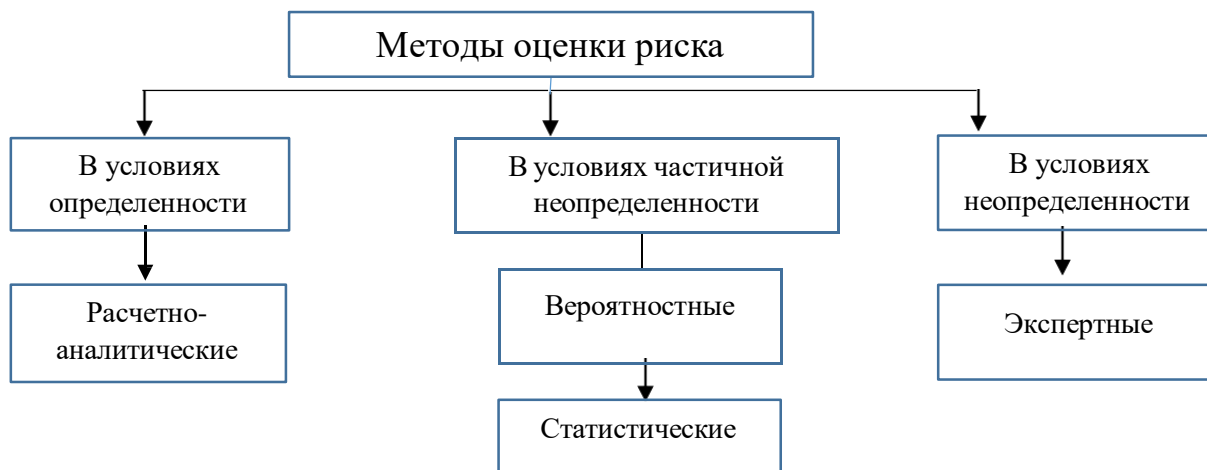 Методы оценки риска
В условиях
определенности
В условиях частичной
неопределенности
В условиях
неопределенности
Расчетно-
аналитические
Вероятностные
Экспертные
Статистические